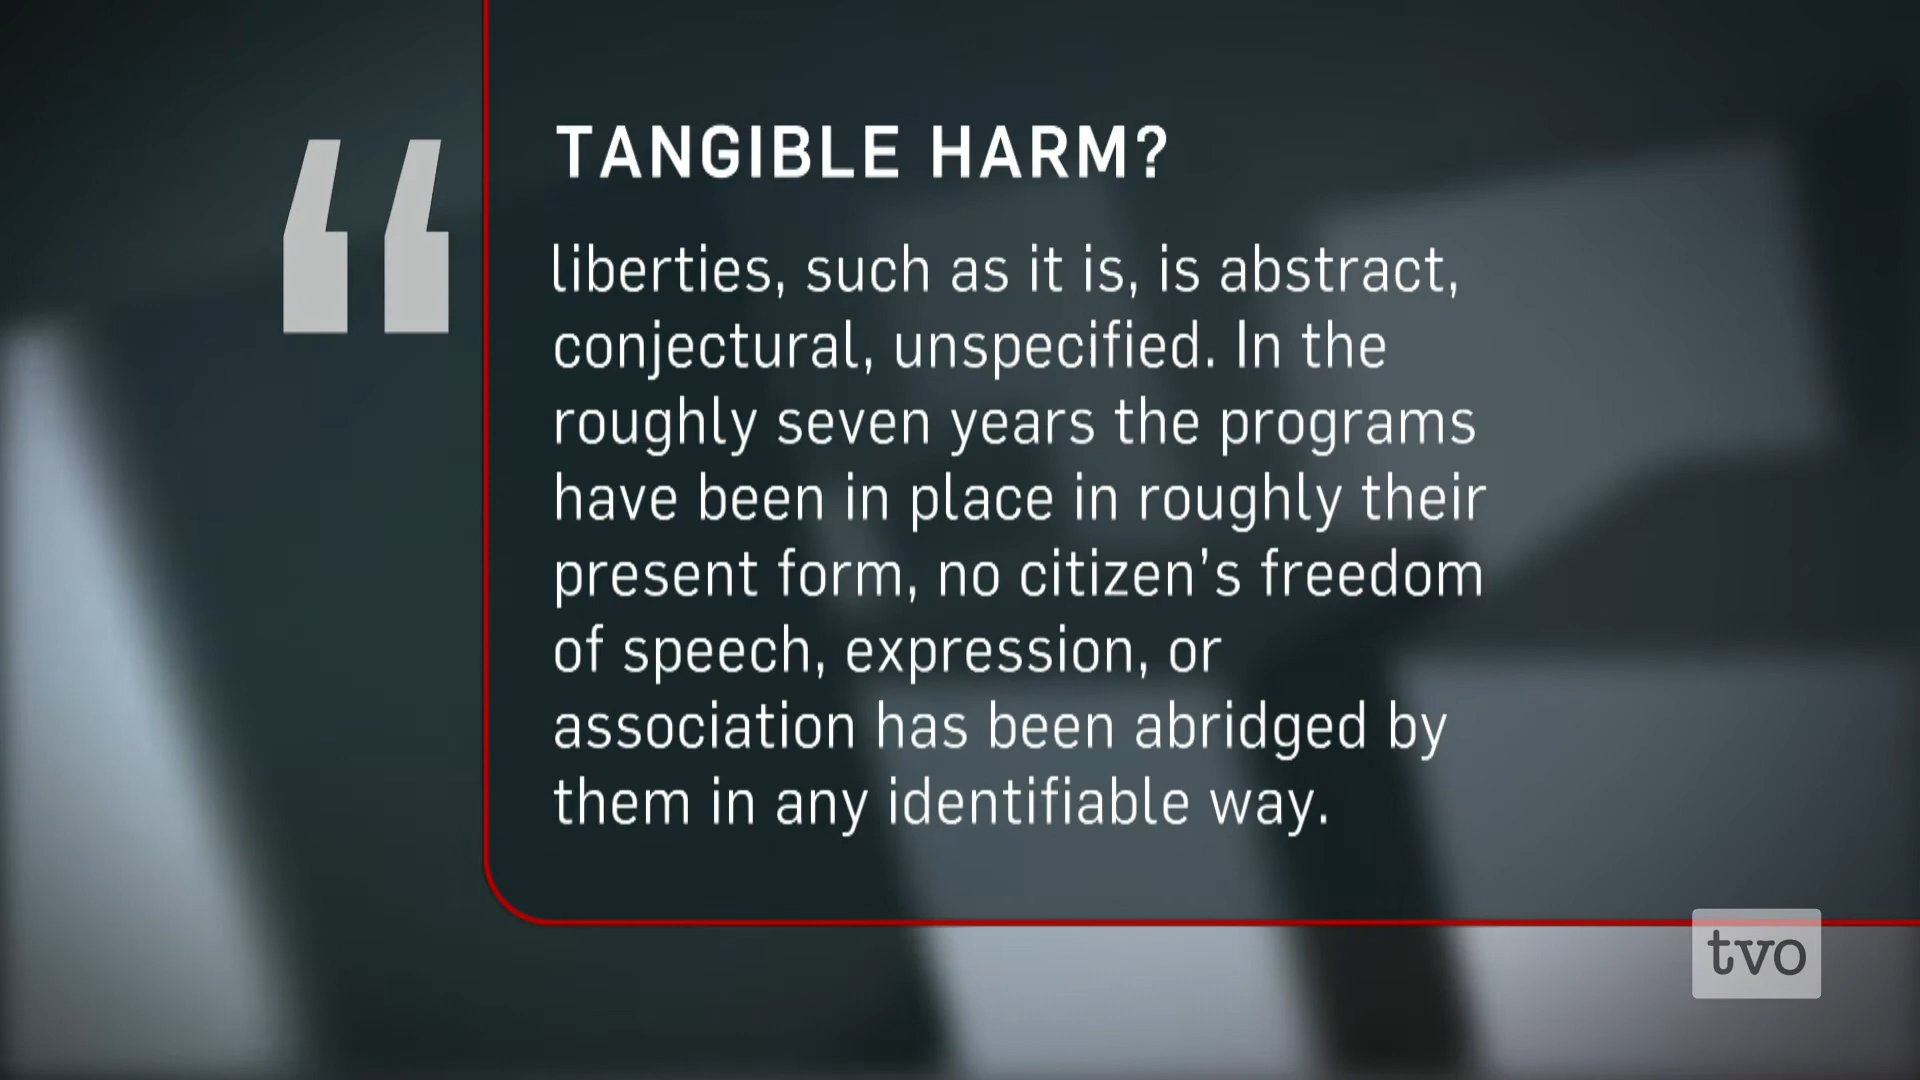 “
TANGIBLE HARM?
liberties, such as it is, is abstract,
conjectural, unspecified. In the
roughly seven years the programs
have been in place in roughly their
present form, no citizen’s freedom
of speech, expression, or
association has been abridged by
them in any identifiable way.
tvo